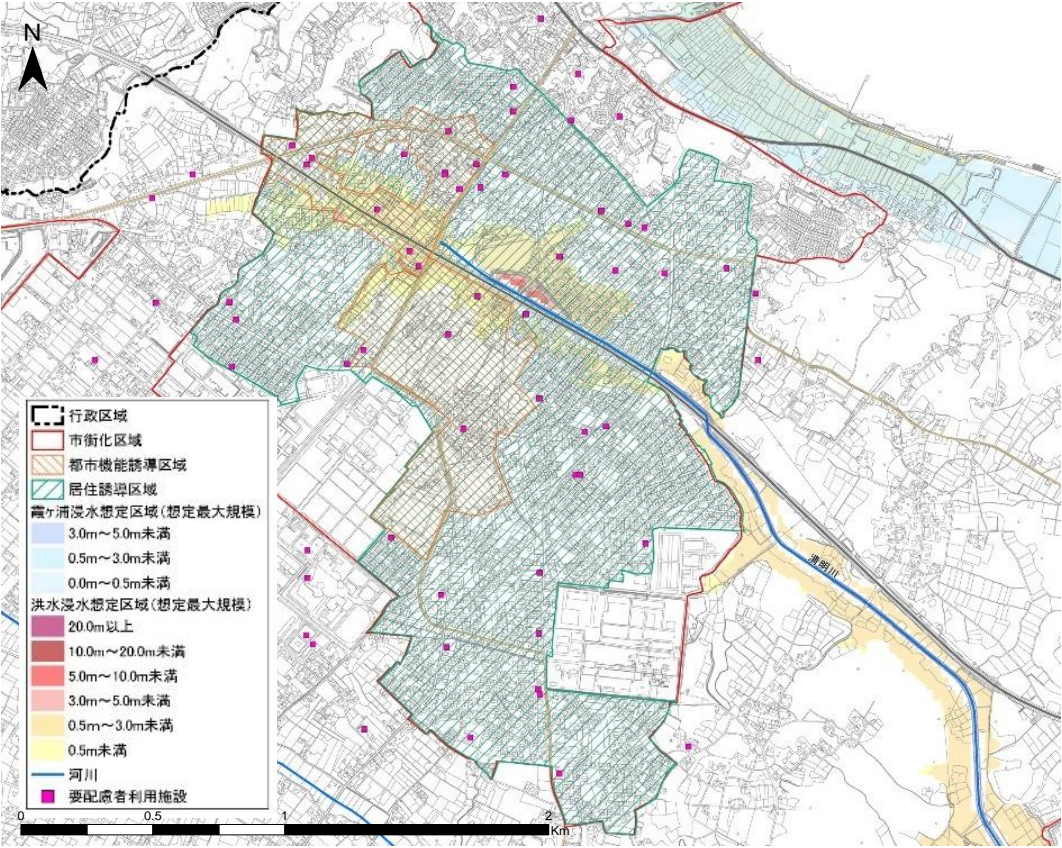 N
清明川
行政区域
市街化区域
都市機能誘導区域
居住誘導区域
霞ヶ浦浸水想定区域(想定最大規模)
3.0m~5.0m未満
0.5m~3.0m未満
0.0m~0.5m未満
洪水浸水想定区域(想定最大規模)
20.0m以上
10.0m~20.0m未満
5.0m~10.0m未満
3.0m~5.0m未満
0.5m~3.0m未満
0.5m未満
河川
要配慮者利用施設
0 0.5 1 2
Km